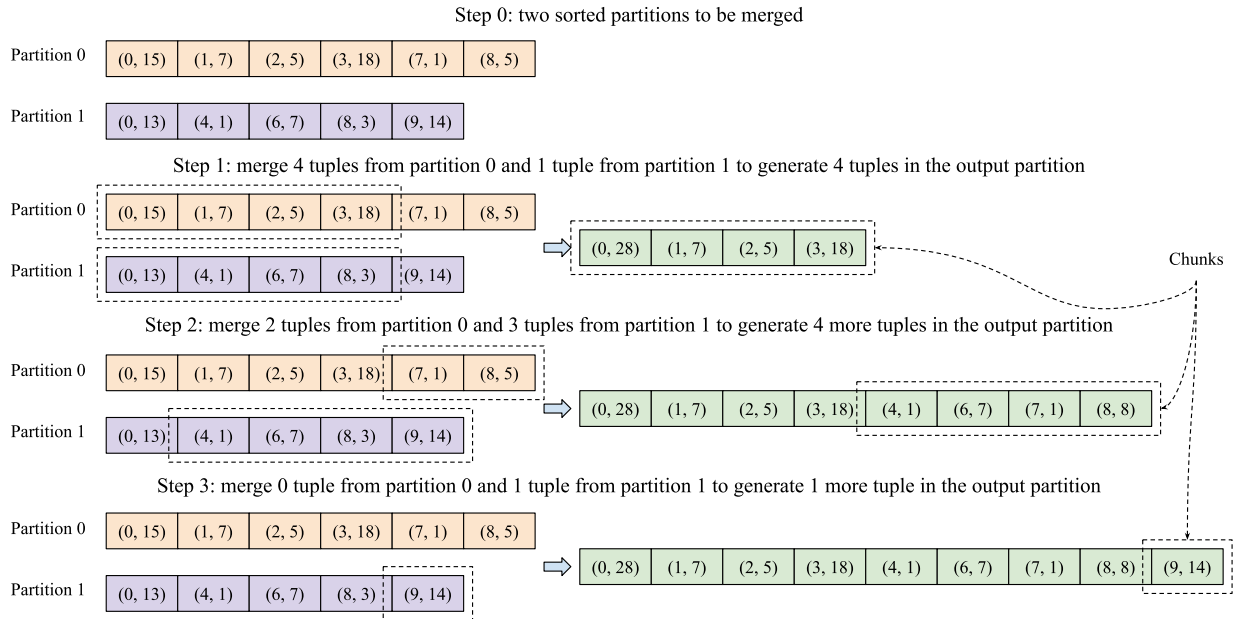 Step 0: two sorted partitions to be merged
Partition 0 (0, 15) (1, 7) (2, 5) (3, 18) (7, 1) (8, 5)
Partition 1 (0, 13) (4, 1) (6, 7) (8, 3) (9, 14)
Step 1: merge 4 tuples from partition 0 and 1 tuple from partition 1 to generate 4 tuples in the output partition
Partition 0 (0, 15) (1, 7) (2, 5) (3, 18) (7, 1) (8, 5)
(0, 28) (1, 7) (2, 5) (3, 18)
Partition 1 (0, 13) (4, 1) (6, 7) (8, 3) (9, 14)
Chunks
Step 2: merge 2 tuples from partition 0 and 3 tuples from partition 1 to generate 4 more tuples in the output partition
Partition 0 (0, 15) (1, 7) (2, 5) (3, 18) (7, 1) (8, 5)
(0, 28) (1, 7) (2, 5) (3, 18) (4, 1) (6, 7) (7, 1) (8, 8)
Partition 1 (0, 13) (4, 1) (6, 7) (8, 3) (9, 14)
Step 3: merge 0 tuple from partition 0 and 1 tuple from partition 1 to generate 1 more tuple in the output partition
Partition 0 (0, 15) (1, 7) (2, 5) (3, 18) (7, 1) (8, 5)
(0, 28) (1, 7) (2, 5) (3, 18) (4, 1) (6, 7) (7, 1) (8, 8) (9, 14)
Partition 1 (0, 13) (4, 1) (6, 7) (8, 3) (9, 14)